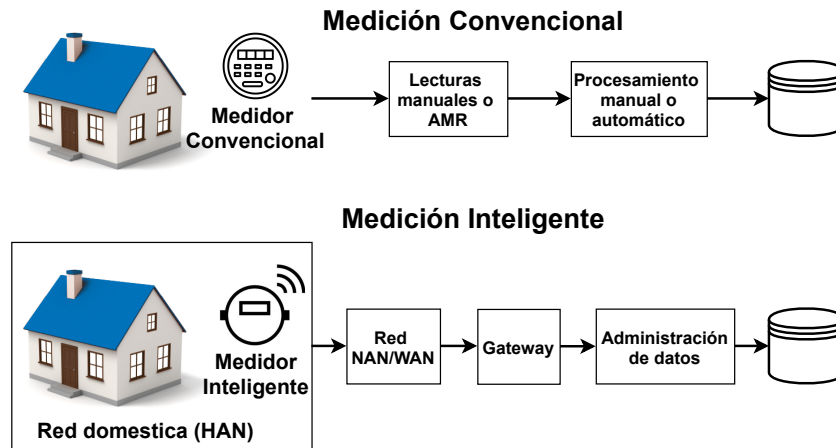 Medición Convencional
Medidor
Convencional
Lecturas
manuales o
AMR
Procesamiento
manual o
automático
Medición Inteligente
Medidor
Inteligente
Red domestica (HAN)
Red
NAN/WAN
Gateway
Administración
de datos